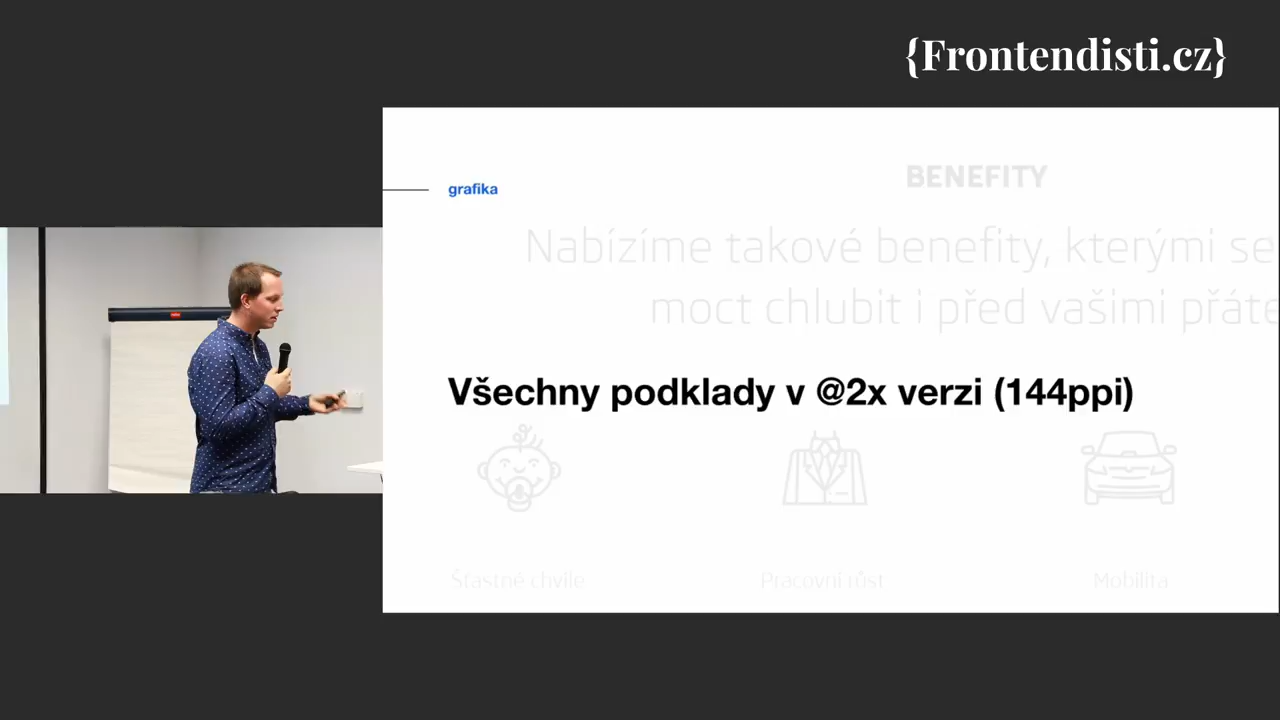 {Frontendisti.cz}
BENEFITY
grafika
Nabízíme takové benefity, kterými se
moct chlubit i před vašimi přáte
Všechny podklady v @2x verzi (144ppi)
Šťastné chvíle
Pracovní růst
Mobilita